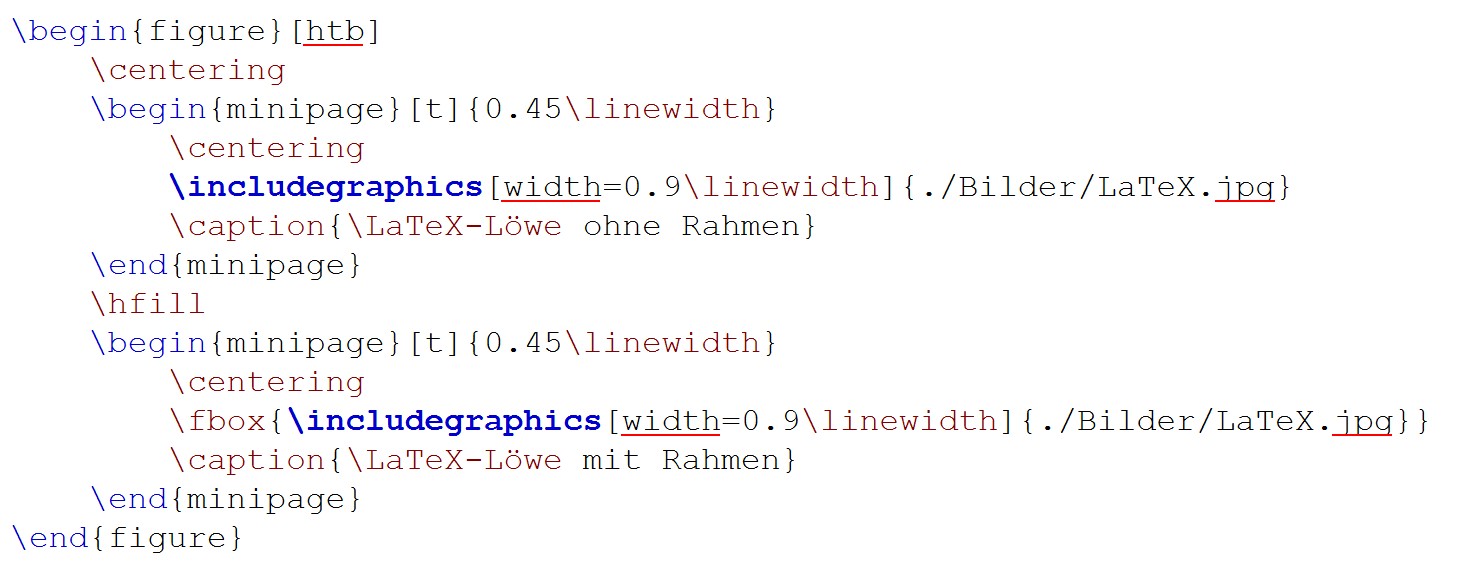 \begin{figure}[htb]
\centering
\begin{minipage}[t]{0.45\linewidth}
\centering
\includegraphics[width=0.9\linewidth]{./Bilder/LaTeX.jpg}
\caption{\LaTeX-Löwe ohne Rahmen}
\end{minipage}
\hfill
\begin{minipage}[t]{0.45\linewidth}
\centering
\fbox{\includegraphics[width=0.9\linewidth]{./Bilder/LaTeX.jpg}}
\caption{\LaTeX-Löwe mit Rahmen}
\end{minipage}
\end{figure}